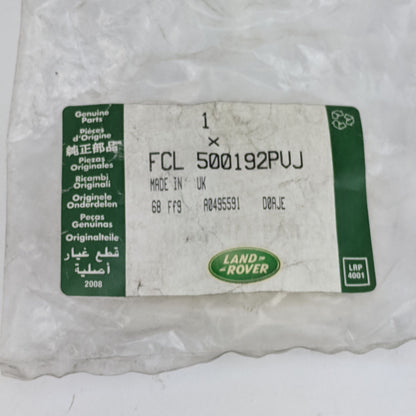 Genuine
Parts
Pièces
d'Origine
純正部品
Piezas
Originales
Ricambi
Originali
Originele
Onderdelen
Peças
Genuinas
Originalteile
قطع غيار
أصلية
2008
1
x
FCL 500192PVJ
MADE IN UK
68 Ff9 A0495591 D0AJE
LAND
ROVER
LRP
4001